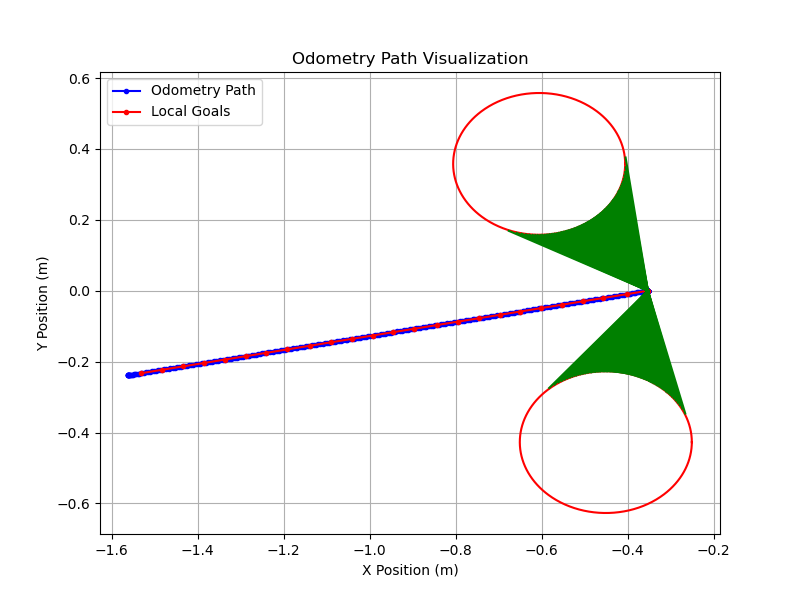 Odometry Path Visualization
Odometry Path
Local Goals
Y Position (m)
0.6
0.4
0.2
0.0
−0.2
−0.4
−0.6
−1.6 −1.4 −1.2 −1.0 −0.8 −0.6 −0.4 −0.2
X Position (m)